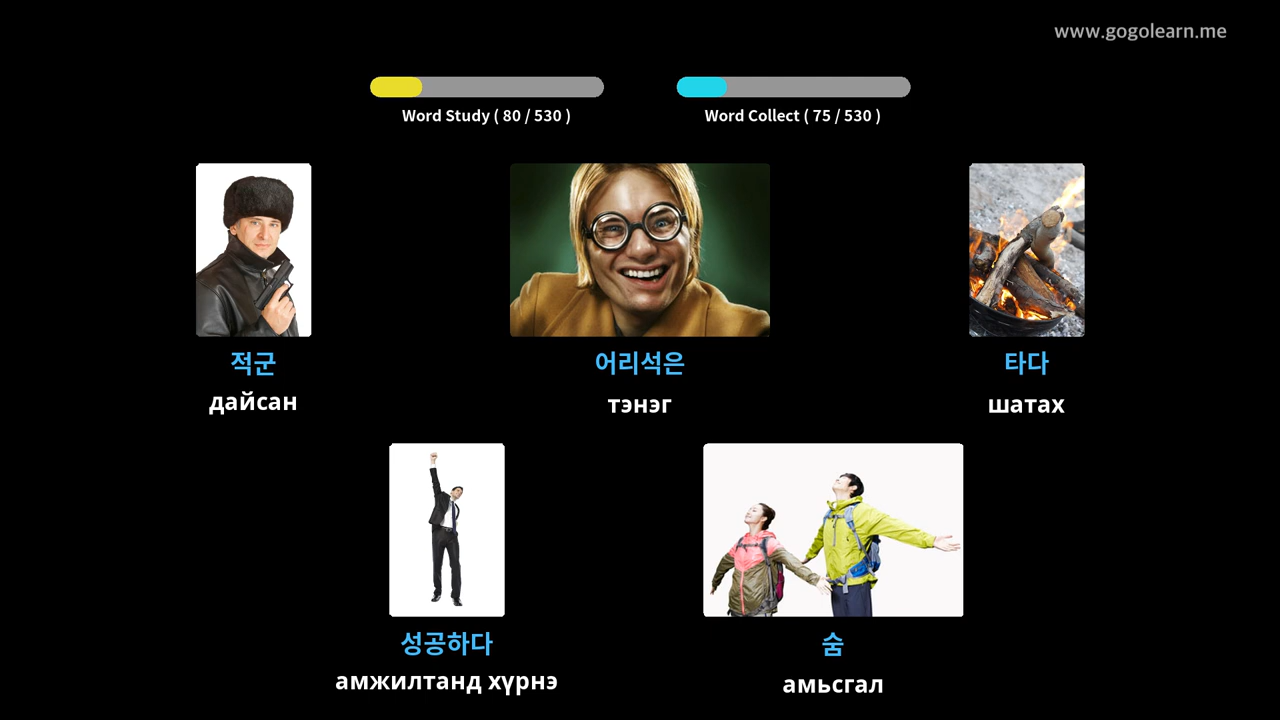 www.gogolearn.me
Word Study ( 80 / 530 )
Word Collect ( 75 / 530 )
적군
дайсан
어리석은
тэнэг
타다
шатах
성공하다
амжилтанд хүрнэ
숨
амьсгал